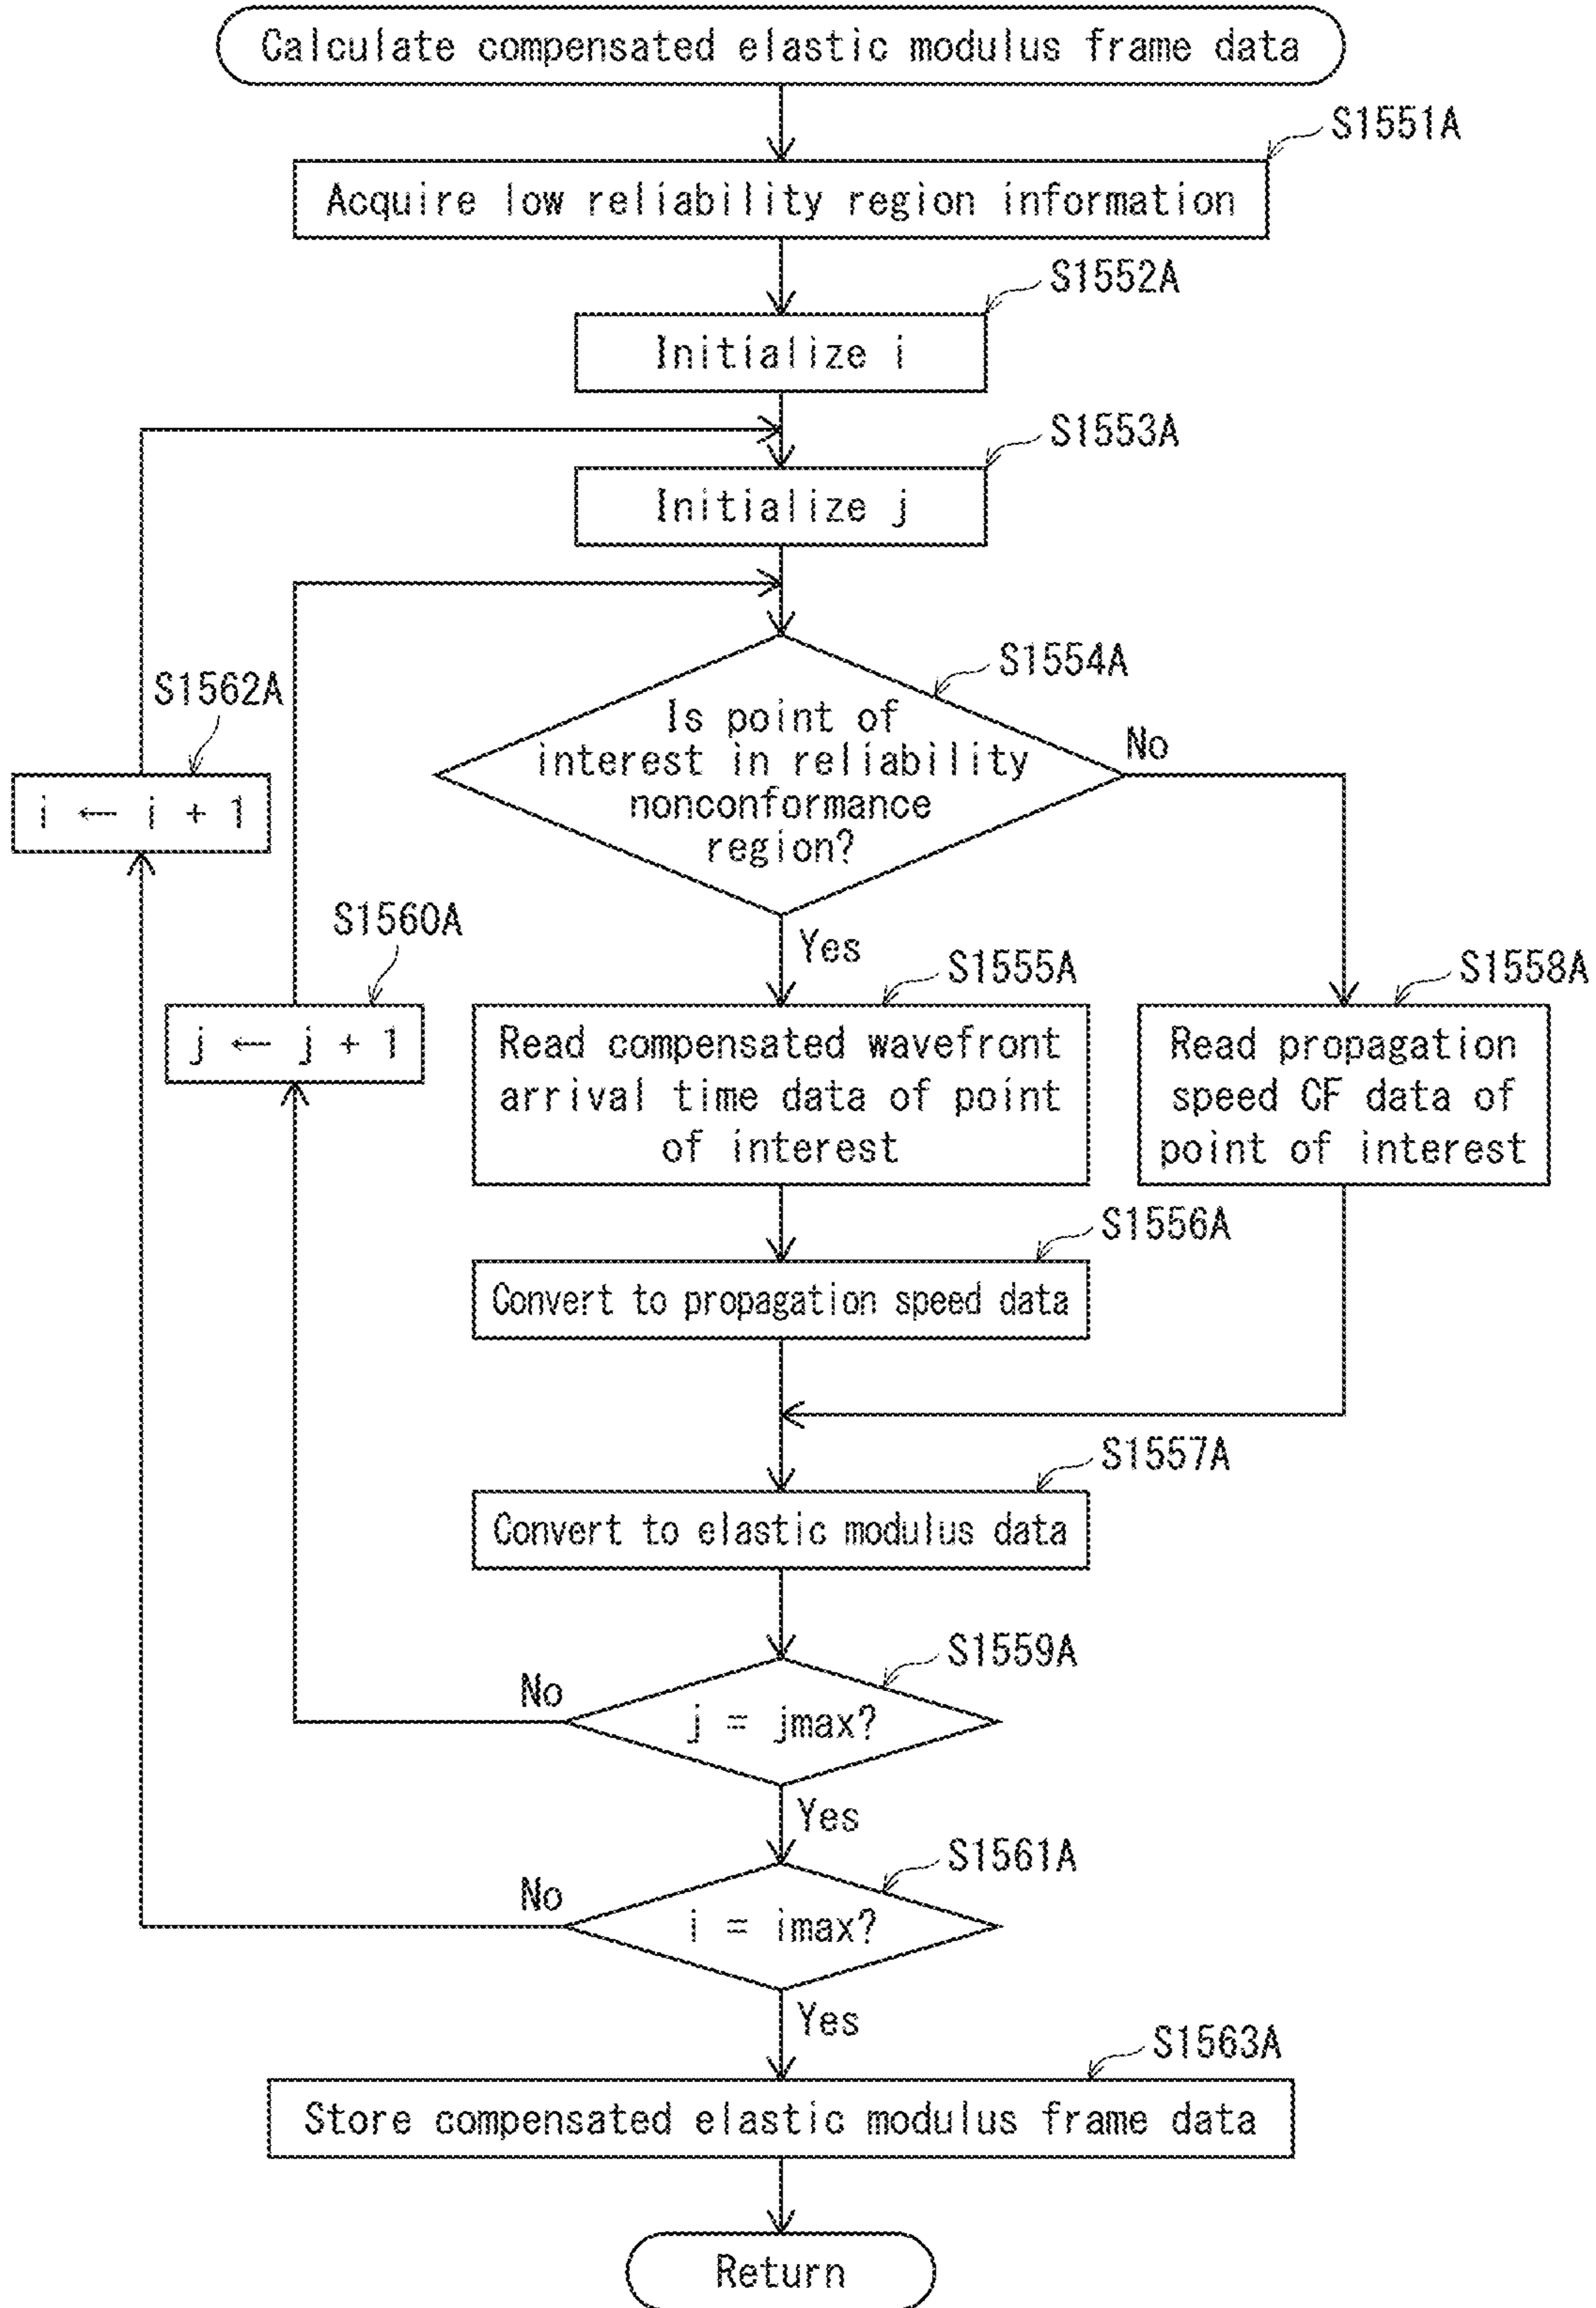 Calculate compensated elastic modulus frame data
S1551A
Acquire low reliability region information
S1552A
Initialize i
S1553A
Initialize j
S1554A
Is point of
interest in reliability
nonconformance
region?
No
Yes
S1562A
i ← i + 1
S1560A
j ← j + 1
S1555A
Read compensated wavefront
arrival time data of point
of interest
S1558A
Read propagation
speed CF data of
point of interest
S1556A
Convert to propagation speed data
S1557A
Convert to elastic modulus data
S1559A
j = jmax?
No
Yes
S1561A
i = imax?
No
Yes
S1563A
Store compensated elastic modulus frame data
Return